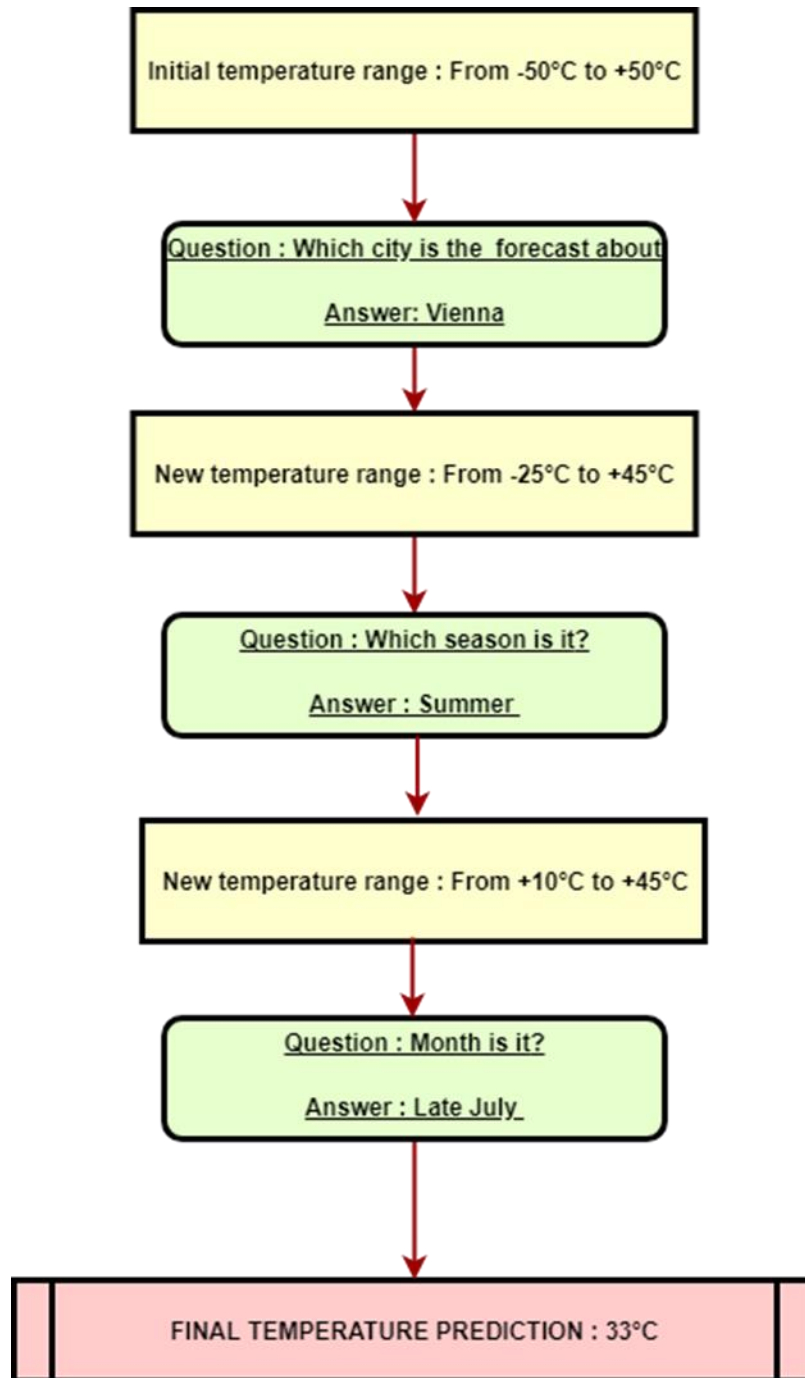 Initial temperature range : From -50°C to +50°C
Question : Which city is the forecast about
Answer: Vienna
New temperature range : From -25°C to +45°C
Question : Which season is it?
Answer : Summer
New temperature range : From +10°C to +45°C
Question : Month is it?
Answer : Late July
FINAL TEMPERATURE PREDICTION : 33°C